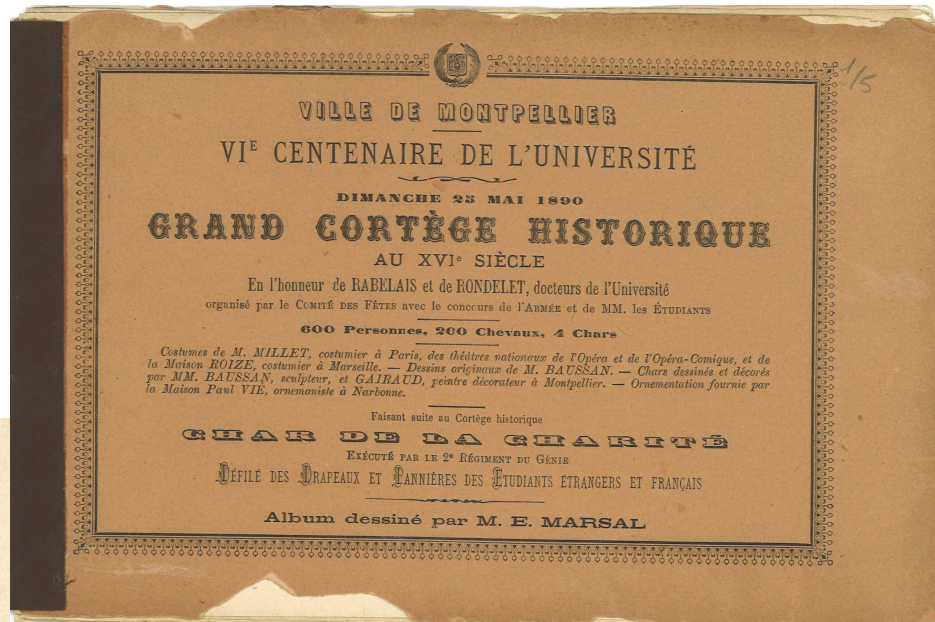 1/5
VILLE DE MONTPELLIER
VIE CENTENAIRE DE L'UNIVERSITÉ
DIMANCHE 25 MAI 1890
GRAND CORTÈGE HISTORIQUE
AU XVIe SIÈCLE
En l'honneur de RABELAIS et de RONDELET, docteurs de l'Université
organisé par le COMITÉ DES FÊTES avec le concours de l'ARMÉE et de MM. les ÉTUDIANTS
600 Personnes, 200 Chevaux, 4 Chars
Costumes de M. MILLET, costumier à Paris, des théâtres nationaux de l'Opéra et de l'Opéra-Comique, et de
la Maison ROIZE, costumier à Marseille. — Dessins originaux de M. BAUSSAN. — Chars dessinés et décorés
par MM. BAUSSAN, sculpteur, et GAIRAUD, peintre décorateur à Montpellier. — Ornementation fournie par
la Maison Paul VIÉ, ornemaniste à Narbonne.
Faisant suite au Cortège historique
CHAR DE LA CHARITÉ
EXÉCUTÉ PAR LE 2e RÉGIMENT DU GÉNIE
DÉFILÉ DES DRAPEAUX ET BANNIÈRES DES ÉTUDIANTS ÉTRANGERS ET FRANÇAIS
Album dessiné par M. E. MARSAL